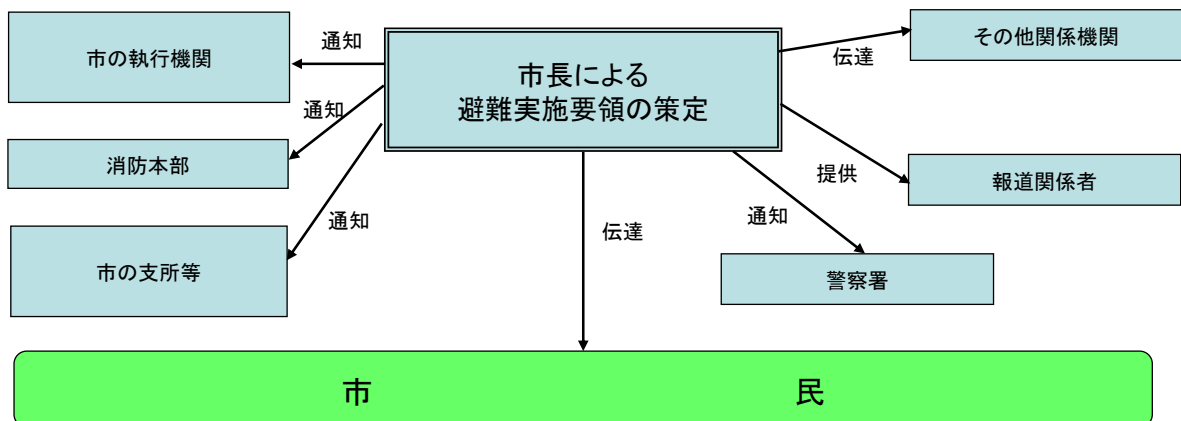 市の執行機関
通知
市長による
避難実施要領の策定
伝達
その他関係機関
通知
消防本部
提供
報道関係者
通知
市の支所等
伝達
通知
警察署
市 民